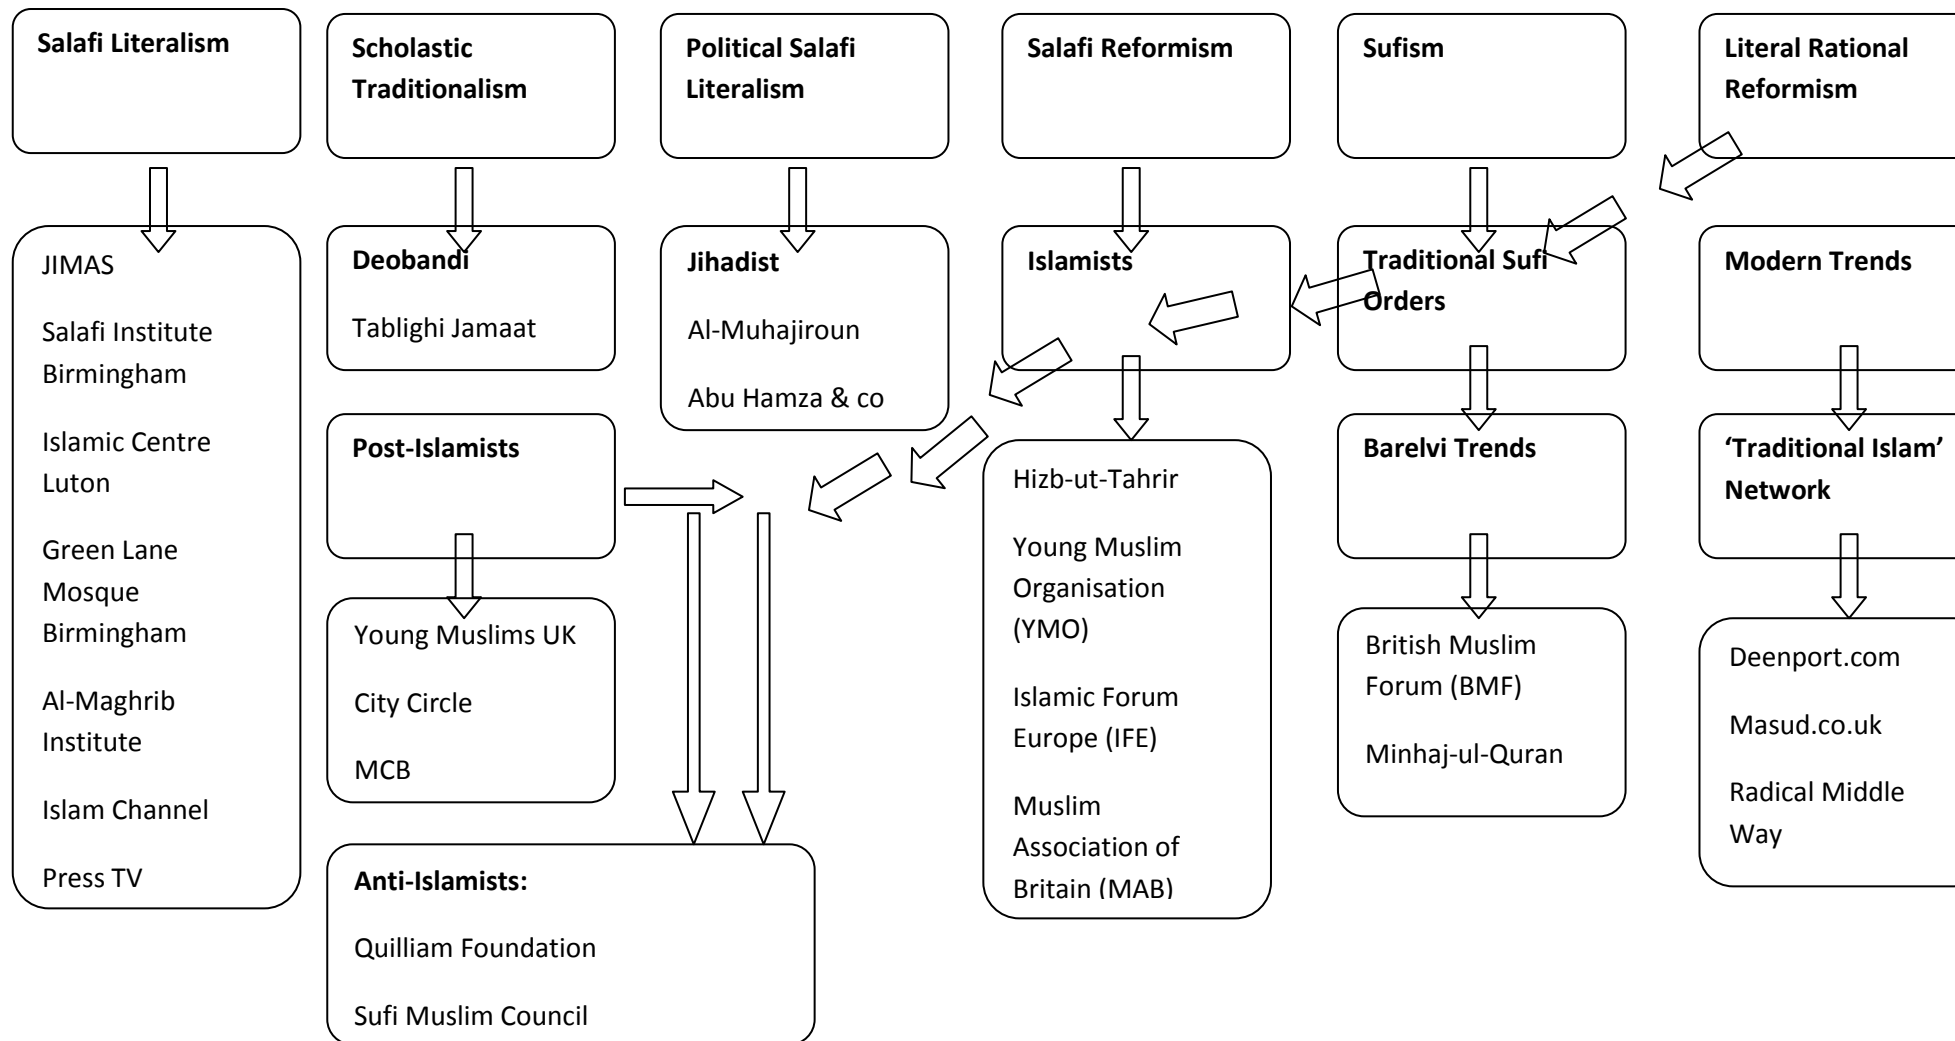 Salafi Literalism
Scholastic
Traditionalism
Political Salafi
Literalism
Salafi Reformism
Sufism
Literal Rational
Reformism
JIMAS
Salafi Institute
Birmingham
Islamic Centre
Luton
Green Lane
Mosque
Birmingham
Al-Maghrib
Institute
Islam Channel
Press TV
Deobandi
Tablighi Jamaat
Jihadist
Al-Muhajiroun
Abu Hamza & co
Islamists
Traditional Sufi
Orders
Modern Trends
Post-Islamists
Barelvi Trends
‘Traditional Islam’
Network
Young Muslims UK
City Circle
MCB
Hizb-ut-Tahrir
Young Muslim
Organisation
(YMO)
Islamic Forum
Europe (IFE)
Muslim
Association of
Britain (MAB)
British Muslim
Forum (BMF)
Minhaj-ul-Quran
Deenport.com
Masud.co.uk
Radical Middle
Way
Anti-Islamists:
Quilliam Foundation
Sufi Muslim Council